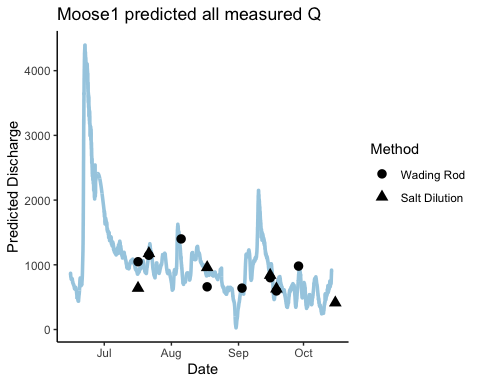 Moose1 predicted all measured Q
Predicted Discharge
4000
3000
2000
1000
0
Jul
Aug
Sep
Oct
Date
Method
Wading Rod
Salt Dilution